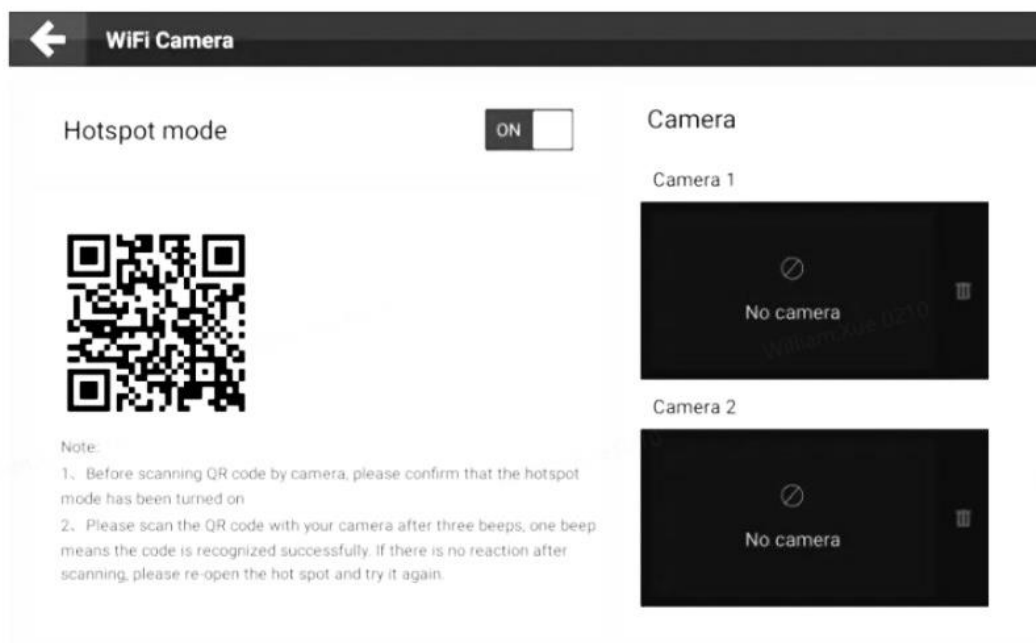 WiFi Camera
Hotspot mode
ON
Note:
1、Before scanning QR code by camera, please confirm that the hotspot
mode has been turned on
2、Please scan the QR code with your camera after three beeps, one beep
means the code is recognized successfully. If there is no reaction after
scanning, please re-open the hot spot and try it again.
Camera
Camera 1
No camera
William.Xue 0210
Camera 2
No camera